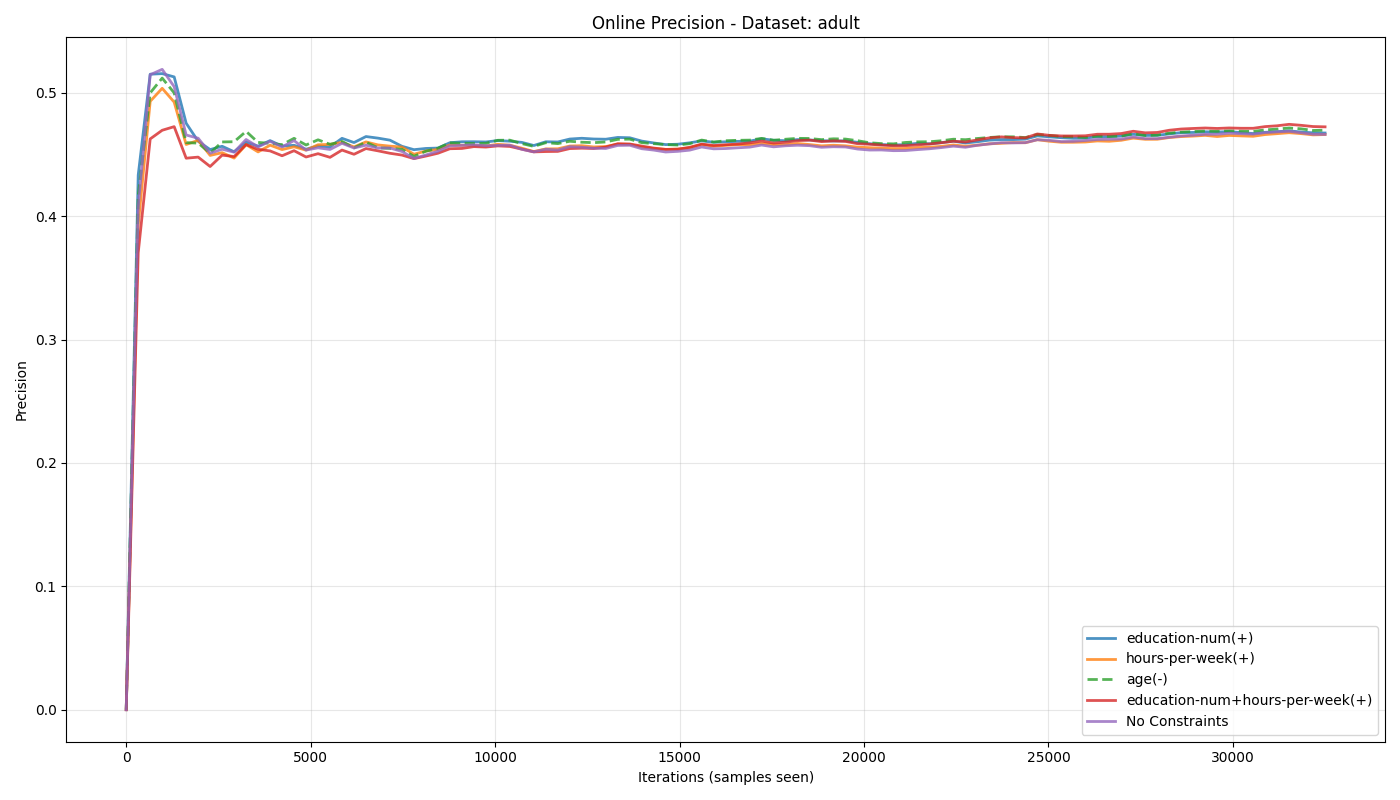 Online Precision - Dataset: adult
Precision
0.5
0.4
0.3
0.2
0.1
0.0
0
5000
10000
15000
20000
25000
30000
Iterations (samples seen)
education-num(+)
hours-per-week(+)
age(-)
education-num+hours-per-week(+)
No Constraints